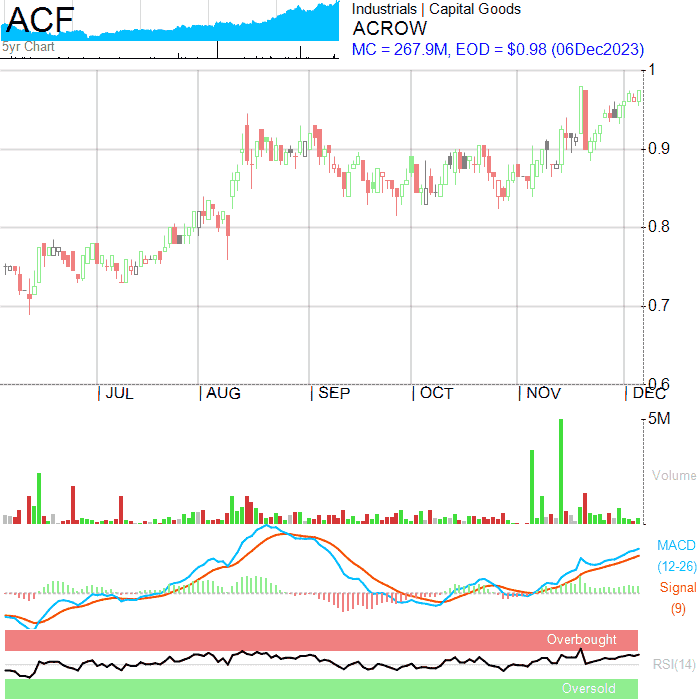 ACF
5yr Chart
Industrials | Capital Goods
ACROW
MC = 267.9M, EOD = $0.98 (06Dec2023)
1
0.9
0.8
0.7
0.6
JUL
AUG
SEP
OCT
NOV
DEC
5M
Volume
MACD
(12-26)
Signal
(9)
Overbought
RSI(14)
Oversold